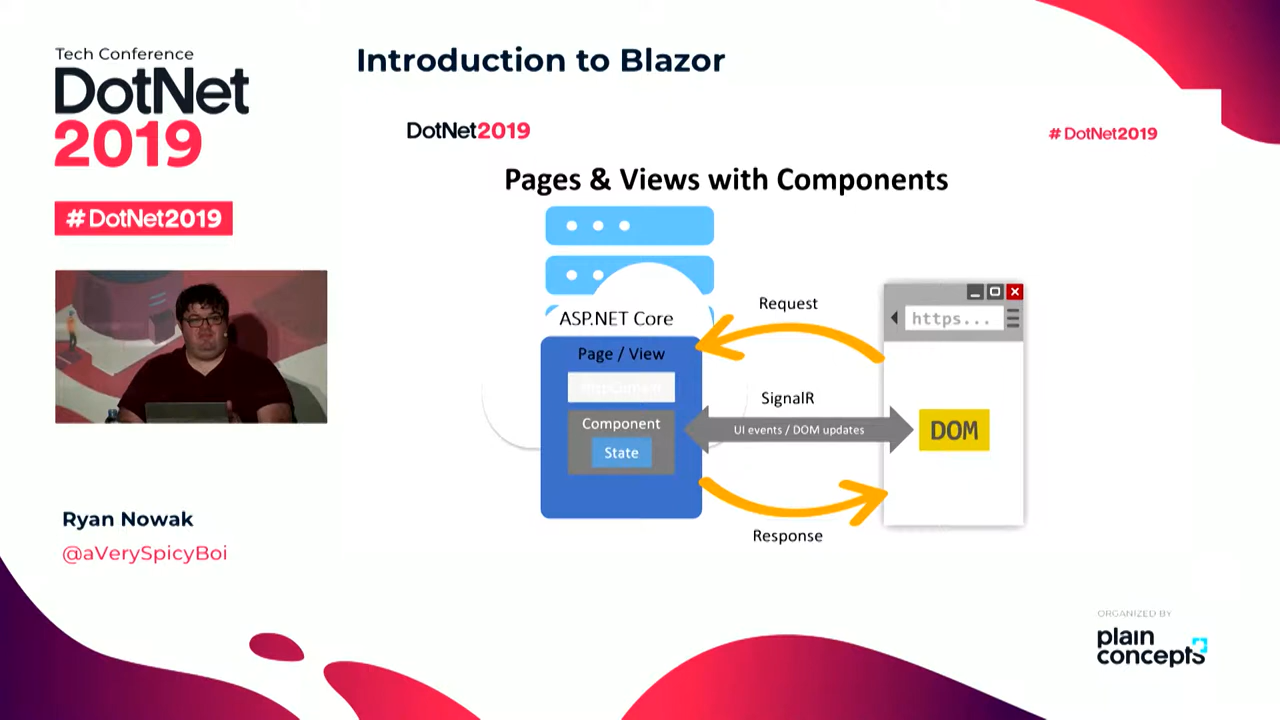 Tech Conference
DotNet
2019
#DotNet2019
Ryan Nowak
@aVerySpicyBoi
Introduction to Blazor
DotNet2019
#DotNet2019
Pages & Views with Components
ASP.NET Core
Page / View
Component
State
Request
SignalR
UI events / DOM updates
Response
https...
DOM
ORGANIZED BY
plain
concepts